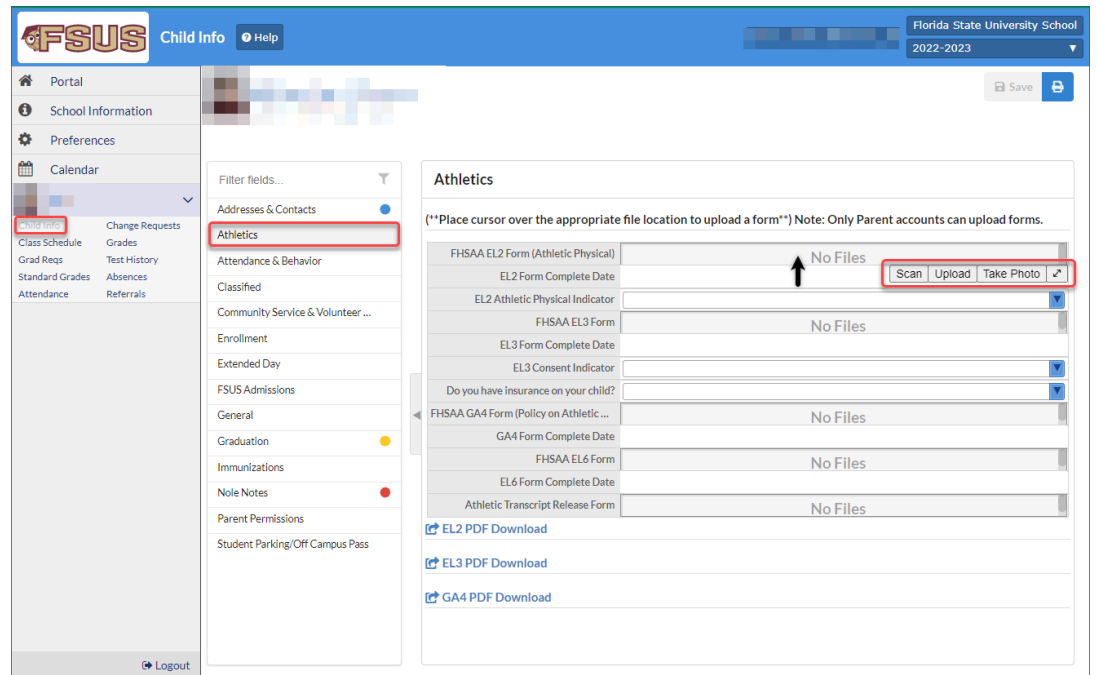 FSUS
Child Info
Help
Florida State University School
2022-2023
Portal
School Information
Preferences
Calendar
Child Info
Change Requests
Class Schedule
Grades
Grad Reqs
Test History
Standard Grades
Absences
Attendance
Referrals
Logout
Save
Filter fields...
Addresses & Contacts
Athletics
Attendance & Behavior
Classified
Community Service & Volunteer ...
Enrollment
Extended Day
FSUS Admissions
General
Graduation
Immunizations
Nole Notes
Parent Permissions
Student Parking/Off Campus Pass
Athletics
(**Place cursor over the appropriate file location to upload a form**) Note: Only Parent accounts can upload forms.
FHSAA EL2 Form (Athletic Physical)
No Files
Scan
Upload
Take Photo
EL2 Form Complete Date
EL2 Athletic Physical Indicator
FHSAA EL3 Form
No Files
EL3 Form Complete Date
EL3 Consent Indicator
Do you have insurance on your child?
FHSAA GA4 Form (Policy on Athletic ...
No Files
GA4 Form Complete Date
FHSAA EL6 Form
No Files
EL6 Form Complete Date
Athletic Transcript Release Form
No Files
EL2 PDF Download
EL3 PDF Download
GA4 PDF Download